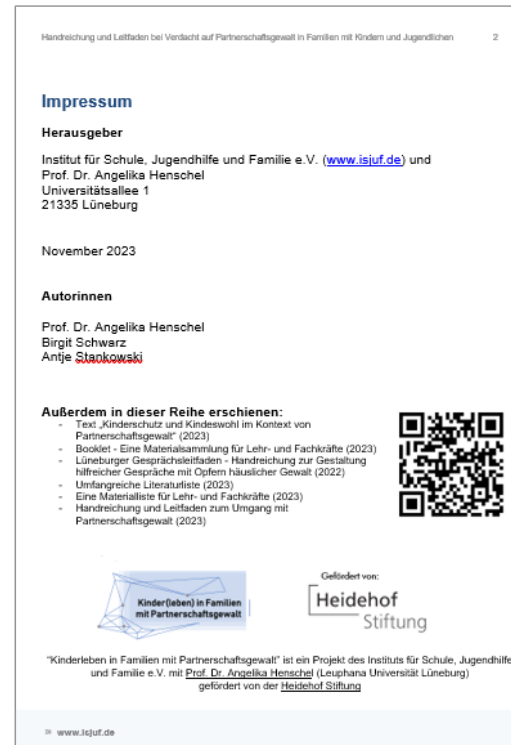 Handreichung und Leitfaden bei Verdacht auf Partnerschaftsgewalt in Familien mit Kindern und Jugendlichen 2
Impressum
Herausgeber
Institut für Schule, Jugendhilfe und Familie e.V. (www.isjuf.de) und
Prof. Dr. Angelika Henschel
Universitätsallee 1
21335 Lüneburg
November 2023
Autorinnen
Prof. Dr. Angelika Henschel
Birgit Schwarz
Antje Stankowski
Außerdem in dieser Reihe erschienen:
- Text „Kinderschutz und Kindeswohl im Kontext von
Partnerschaftsgewalt“ (2023)
- Booklet - Eine Materialsammlung für Lehr- und Fachkräfte (2023)
- Lüneburger Gesprächsleitfaden - Handreichung zur Gestaltung
hilfreicher Gespräche mit Opfern häuslicher Gewalt (2022)
- Umfangreiche Literaturliste (2023)
- Eine Materialliste für Lehr- und Fachkräfte (2023)
- Handreichung und Leitfaden zum Umgang mit
Partnerschaftsgewalt (2023)
Kinder(leben) in Familien
mit Partnerschaftsgewalt
Gefördert von:
Heidehof
Stiftung
"Kinderleben in Familien mit Partnerschaftsgewalt" ist ein Projekt des Instituts für Schule, Jugendhilfe
und Familie e.V. mit Prof. Dr. Angelika Henschel (Leuphana Universität Lüneburg)
gefördert von der Heidehof Stiftung
www.isjuf.de